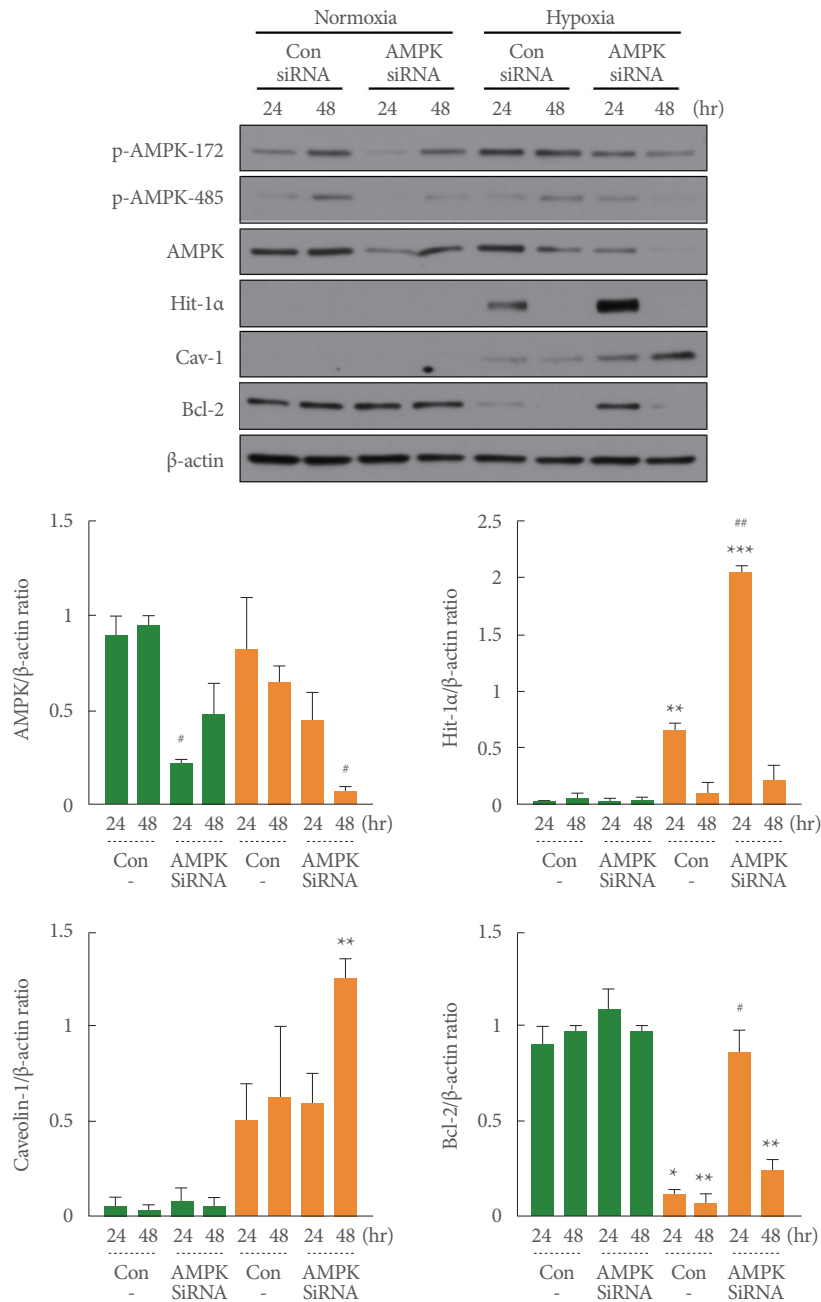 Normoxia Hypoxia
Con siRNA AMPK siRNA Con siRNA AMPK siRNA
24 48 24 48 24 48 24 48 (hr)
p-AMPK-172
p-AMPK-485
AMPK
Hit-1α
Cav-1
Bcl-2
β-actin
AMPK/β-actin ratio
1.5
1
0.5
0
#
#
24 48 24 48 24 48 24 48 (hr)
Con AMPK Con AMPK
- SiRNA - SiRNA
Hit-1α/β-actin ratio
2.5
2
1.5
1
0.5
0
**
##
***
24 48 24 48 24 48 24 48 (hr)
Con AMPK Con AMPK
- SiRNA - SiRNA
Caveolin-1/β-actin ratio
1.5
1
0.5
0
**
24 48 24 48 24 48 24 48 (hr)
Con AMPK Con AMPK
- SiRNA - SiRNA
Bcl-2/β-actin ratio
1.5
1
0.5
0
*
**
#
**
24 48 24 48 24 48 24 48 (hr)
Con AMPK Con AMPK
- SiRNA - SiRNA